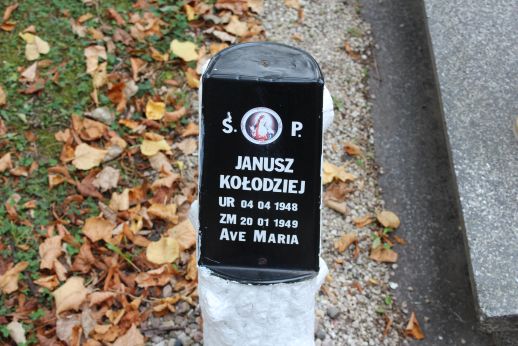 Ś. P.
JANUSZ
KOŁODZIEJ
UR 04 04 1948
ZM 20 01 1949
AVE MARIA